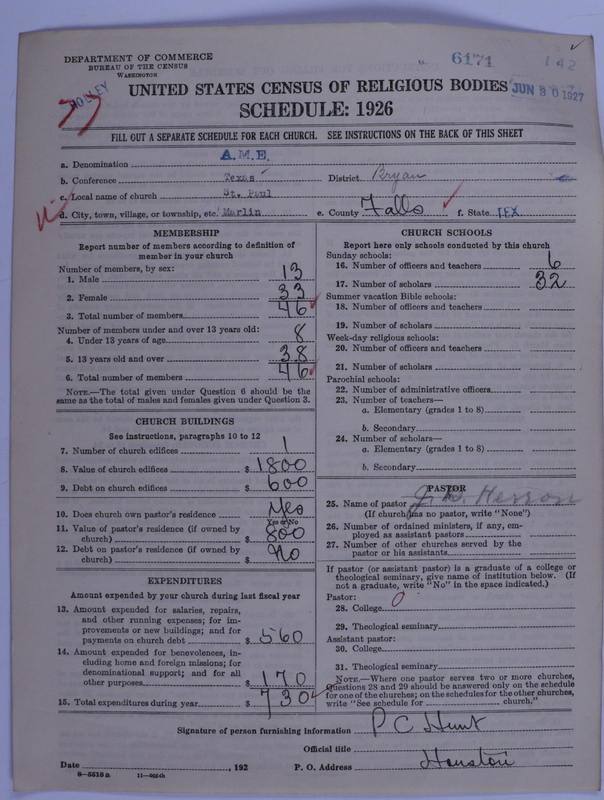 DEPARTMENT OF COMMERCE
BUREAU OF THE CENSUS
WASHINGTON
6171
142
HOLLEY
JUN 30 1927
UNITED STATES CENSUS OF RELIGIOUS BODIES
SCHEDULE: 1926
FILL OUT A SEPARATE SCHEDULE FOR EACH CHURCH. SEE INSTRUCTIONS ON THE BACK OF THIS SHEET
a. Denomination A.M.E.
b. Conference Texas District Bryan
c. Local name of church St. Paul
d. City, town, village, or township, etc. Marlin e. County Falls f. State TEX.
MEMBERSHIP
Report number of members according to definition of member in your church
Number of members, by sex:
1. Male 13
2. Female 33
3. Total number of members 46
Number of members under and over 13 years old:
4. Under 13 years of age 8
5. 13 years old and over 38
6. Total number of members 46
NOTE.—The total given under Question 6 should be the same as the total of males and females given under Question 3.
CHURCH BUILDINGS
See instructions, paragraphs 10 to 12
7. Number of church edifices 1
8. Value of church edifices $ 1800
9. Debt on church edifices $ 600
10. Does church own pastor's residence Yes
Yes or No
11. Value of pastor's residence (if owned by church) $ 800
12. Debt on pastor's residence (if owned by church) $ No
EXPENDITURES
Amount expended by your church during last fiscal year
13. Amount expended for salaries, repairs, and other running expenses; for improvements or new buildings; and for payments on church debt $ 560
14. Amount expended for benevolences, including home and foreign missions; for denominational support; and for all other purposes $ 170
15. Total expenditures during year $ 730
CHURCH SCHOOLS
Report here only schools conducted by this church
Sunday schools:
16. Number of officers and teachers 6
17. Number of scholars 32
Summer vacation Bible schools:
18. Number of officers and teachers
19. Number of scholars
Week-day religious schools:
20. Number of officers and teachers
21. Number of scholars
Parochial schools:
22. Number of administrative officers
23. Number of teachers—
a. Elementary (grades 1 to 8)
b. Secondary
24. Number of scholars—
a. Elementary (grades 1 to 8)
b. Secondary
PASTOR
25. Name of pastor Herron
(If church has no pastor, write "None")
26. Number of ordained ministers, if any, employed as assistant pastors
27. Number of other churches served by the pastor or his assistants
If pastor (or assistant pastor) is a graduate of a college or theological seminary, give name of institution below. (If not a graduate, write "No" in the space indicated.)
Pastor:
28. College 0
29. Theological seminary
Assistant pastor:
30. College
31. Theological seminary
NOTE.—Where one pastor serves two or more churches, Questions 28 and 29 should be answered only on the schedule for one of the churches; on the schedules for the other churches, write "See schedule for church."
Signature of person furnishing information P C Hunt
Official title
Date , 192 P. O. Address Houston
8—5518 D 11—9054h